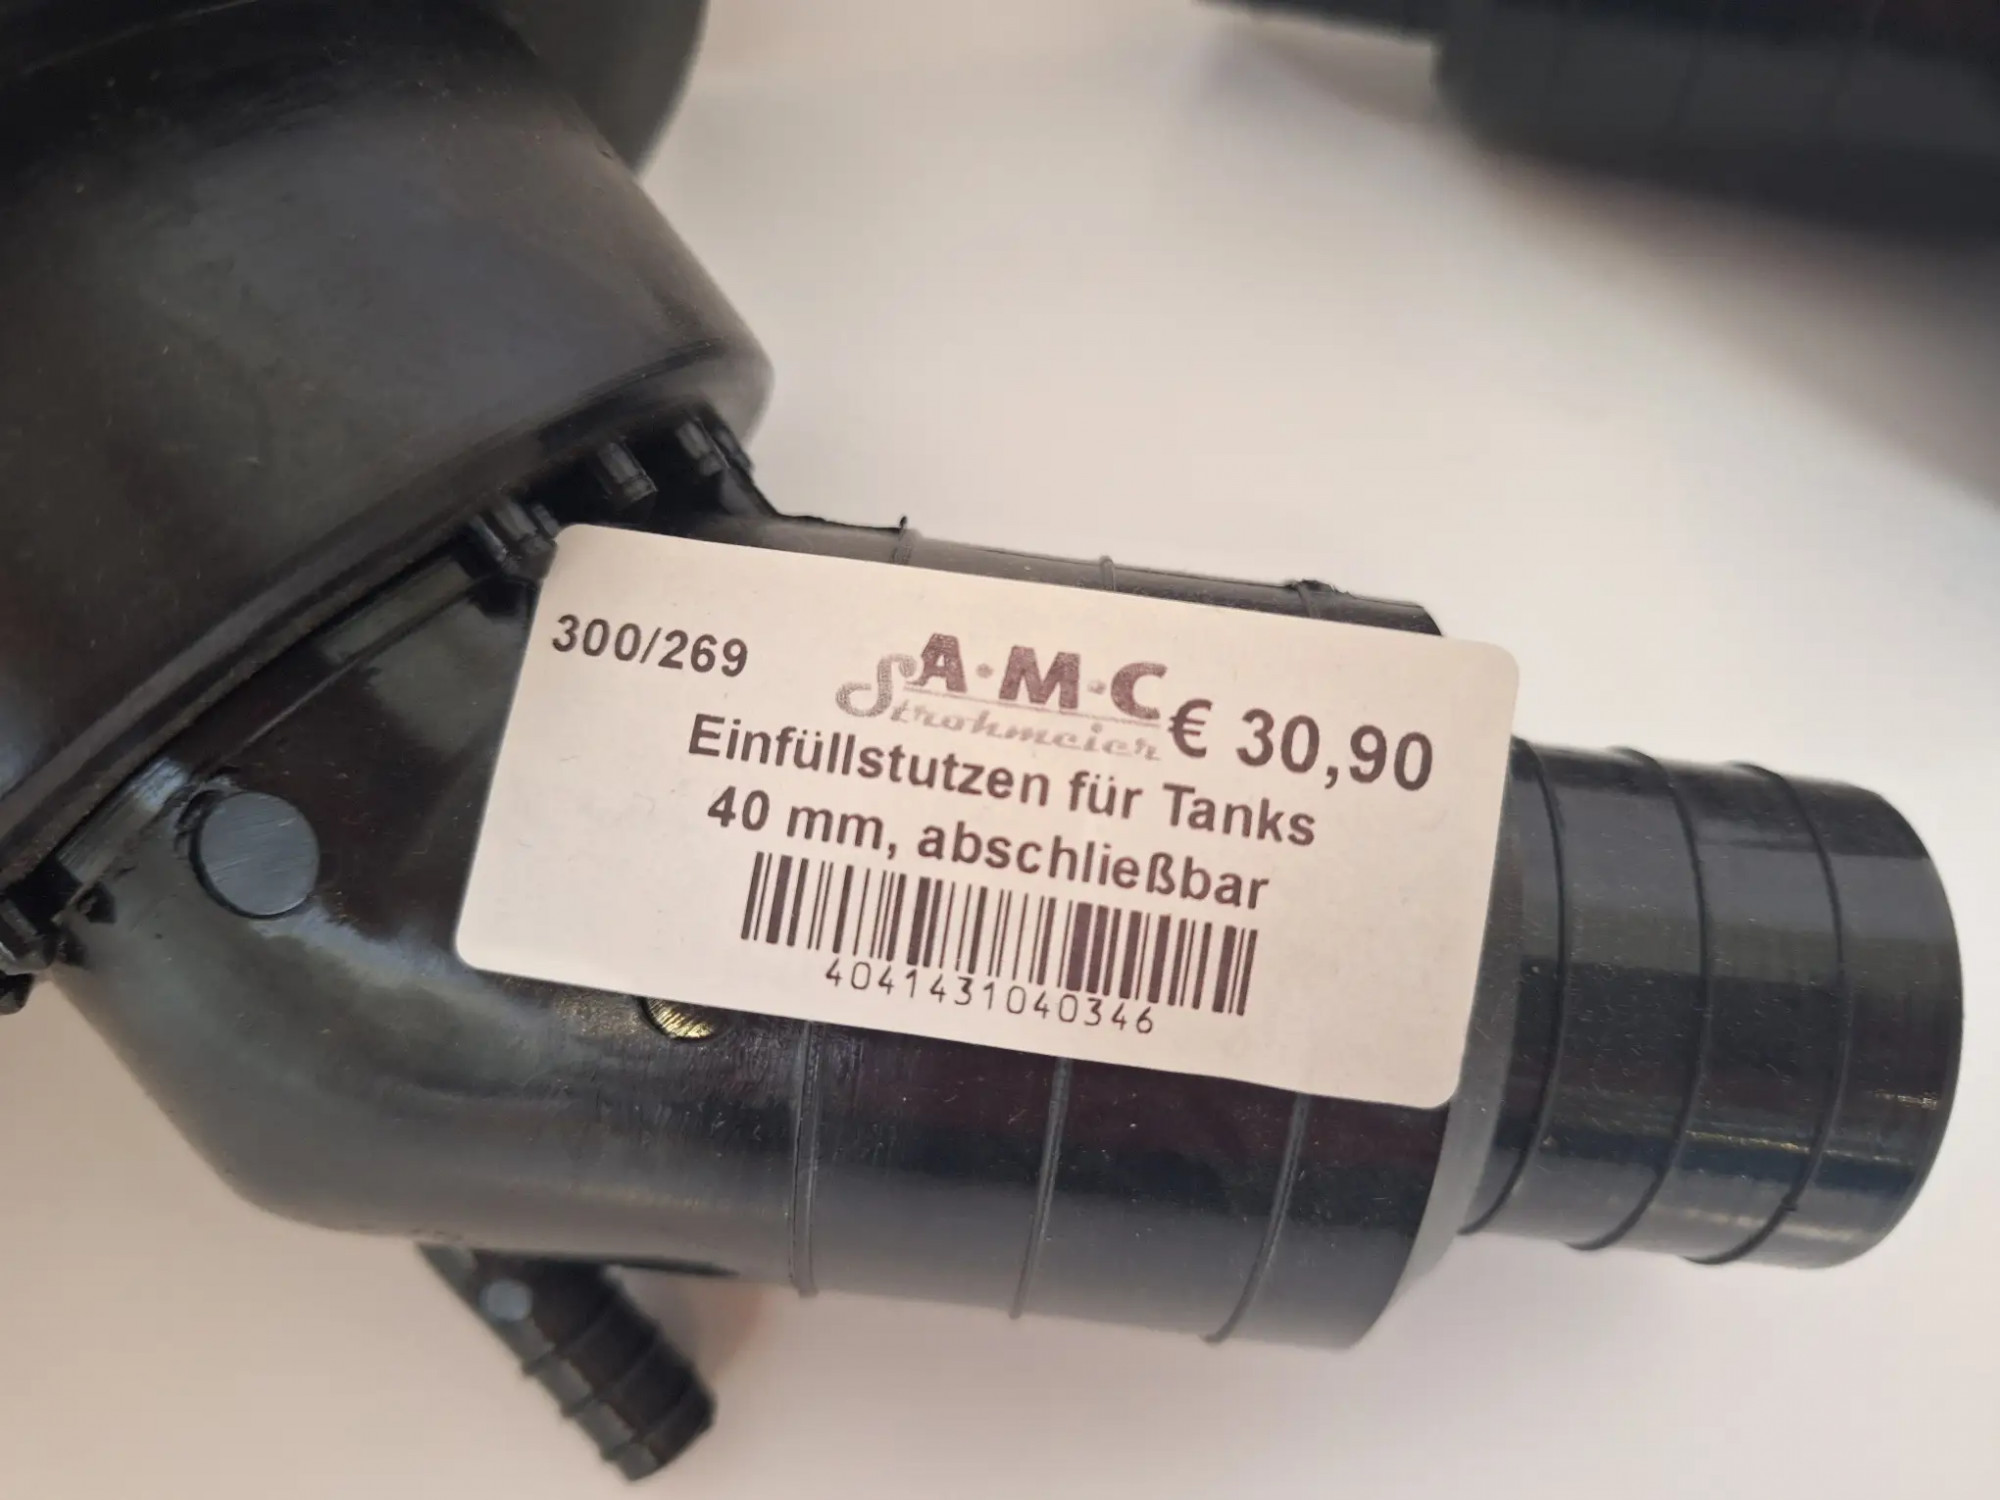 300/269
A·M·C
Strohmeier
€ 30,90
Einfüllstutzen für Tanks
40 mm, abschließbar
4041431040346